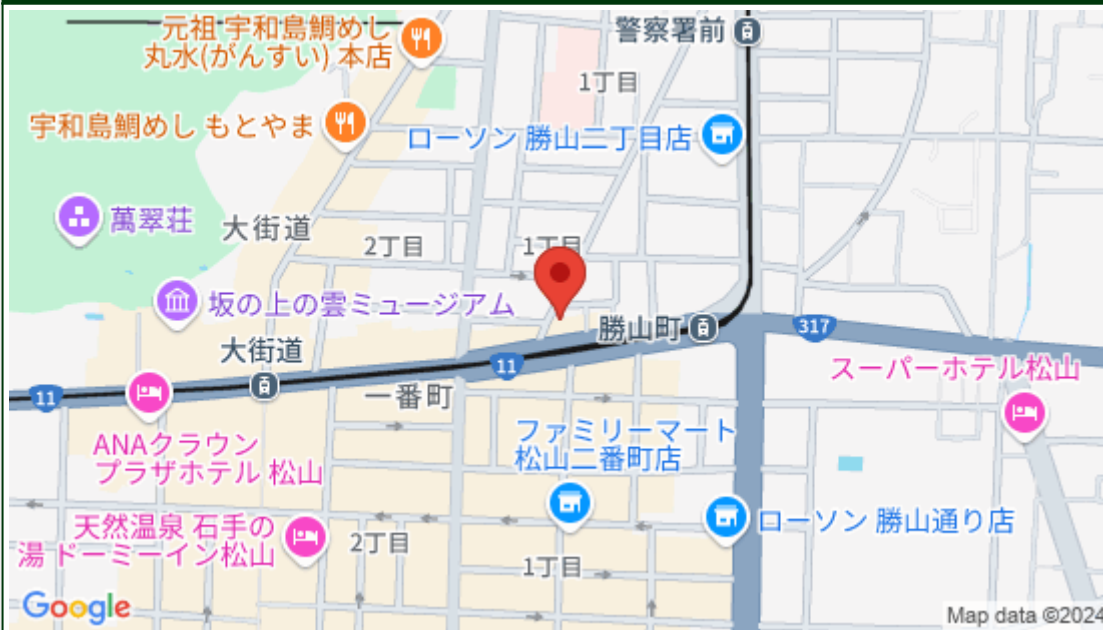 元祖 宇和島鯛めし
丸水(がんすい) 本店
警察署前
1丁目
宇和島鯛めし もとやま
ローソン 勝山二丁目店
萬翠荘
大街道
2丁目
1丁目
坂の上の雲ミュージアム
勝山町
317
大街道
11
スーパーホテル松山
11
一番町
ANAクラウン
プラザホテル 松山
ファミリーマート
松山二番町店
天然温泉 石手の
湯 ドーミーイン松山
2丁目
ローソン 勝山通り店
1丁目
Google
Map data ©2024